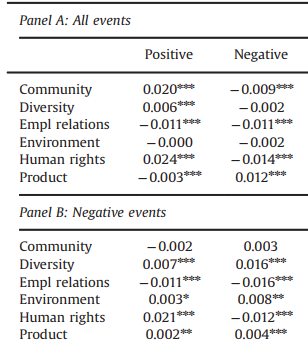 Panel A: All events
Positive Negative
Community 0.020*** −0.009***
Diversity 0.006*** −0.002
Empl relations −0.011*** −0.011***
Environment −0.000 −0.002
Human rights 0.024*** −0.014***
Product −0.003*** 0.012***
Panel B: Negative events
Community −0.002 0.003
Diversity 0.007*** 0.016***
Empl relations −0.011*** −0.016***
Environment 0.003* 0.008**
Human rights 0.021*** −0.012***
Product 0.002** 0.004***